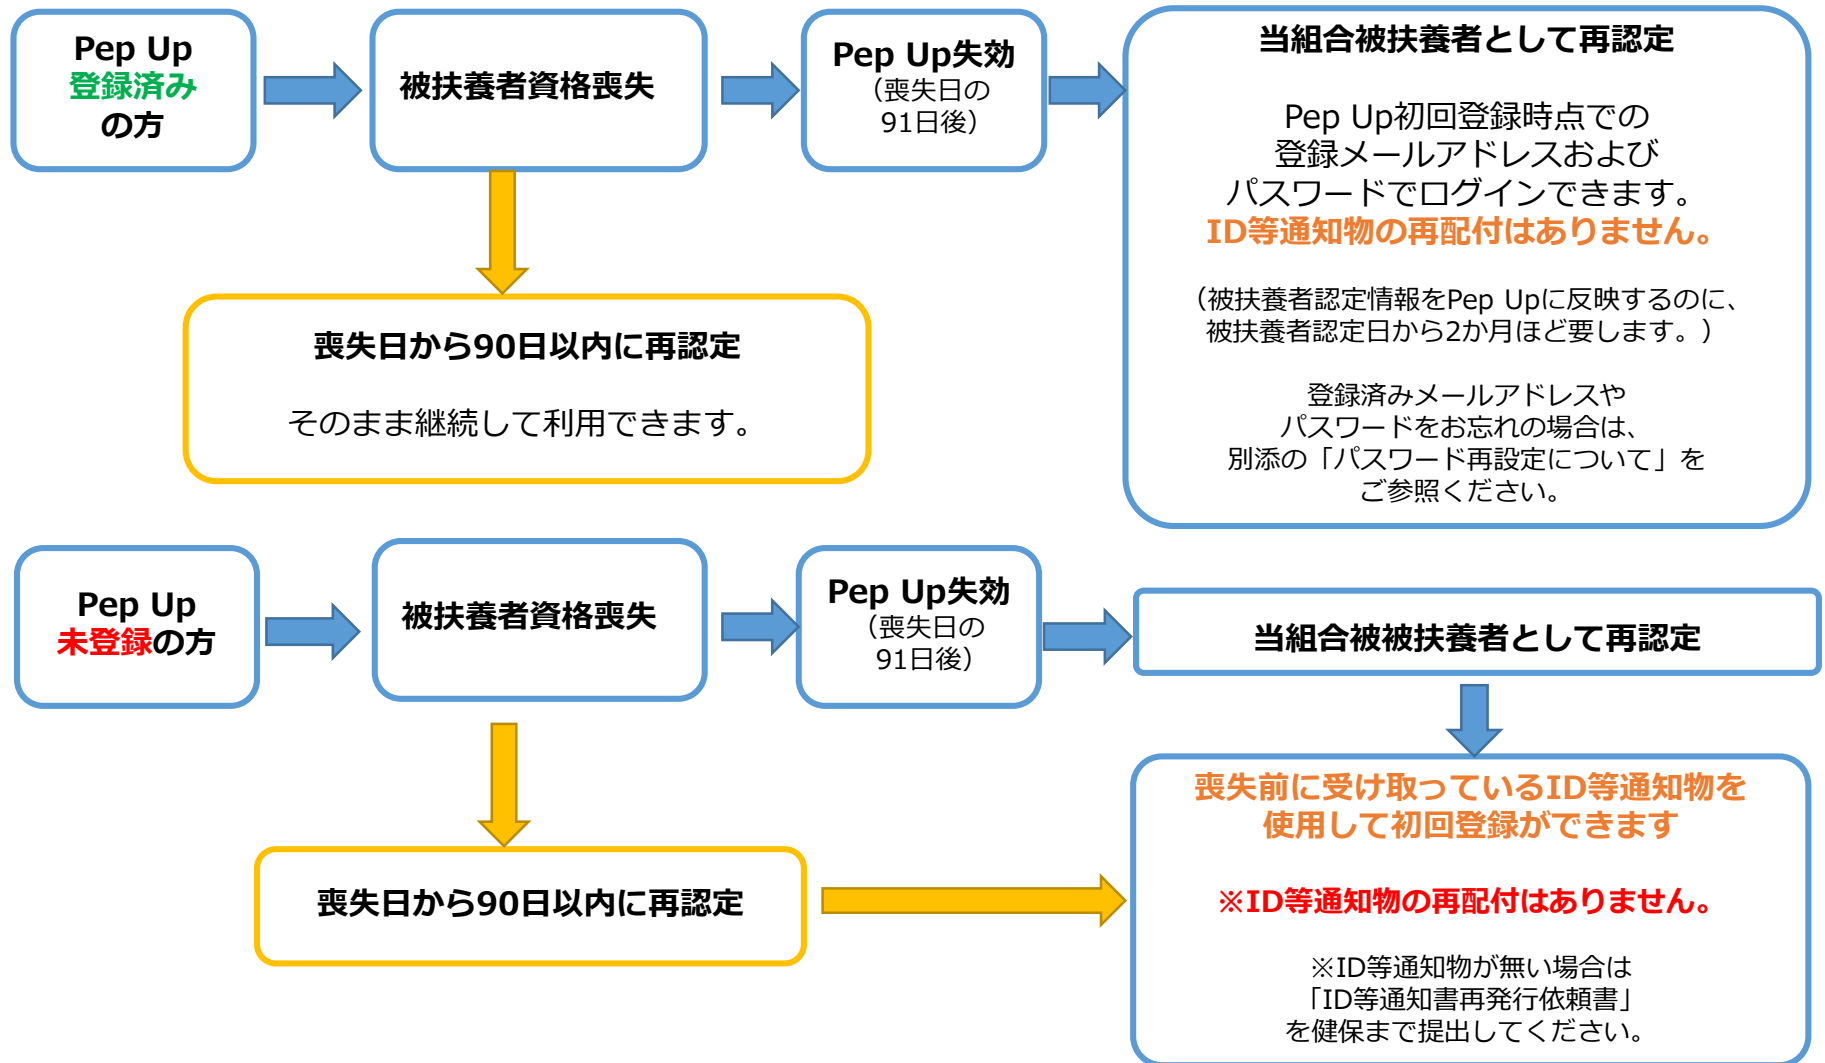 Pep Up
登録済み
の方
被扶養者資格喪失
Pep Up失効
（喪失日の
91日後）
当組合被扶養者として再認定
Pep Up初回登録時点での
登録メールアドレスおよび
パスワードでログインできます。
ID等通知物の再配付はありません。
（被扶養者認定情報をPep Upに反映するのに、
被扶養者認定日から2か月ほど要します。）
登録済みメールアドレスや
パスワードをお忘れの場合は、
別添の「パスワード再設定について」を
ご参照ください。
喪失日から90日以内に再認定
そのまま継続して利用できます。
Pep Up
未登録の方
被扶養者資格喪失
Pep Up失効
（喪失日の
91日後）
当組合被被扶養者として再認定
喪失前に受け取っているID等通知物を
使用して初回登録ができます
※ID等通知物の再配付はありません。
※ID等通知物が無い場合は
「ID等通知書再発行依頼書」
を健保まで提出してください。
喪失日から90日以内に再認定